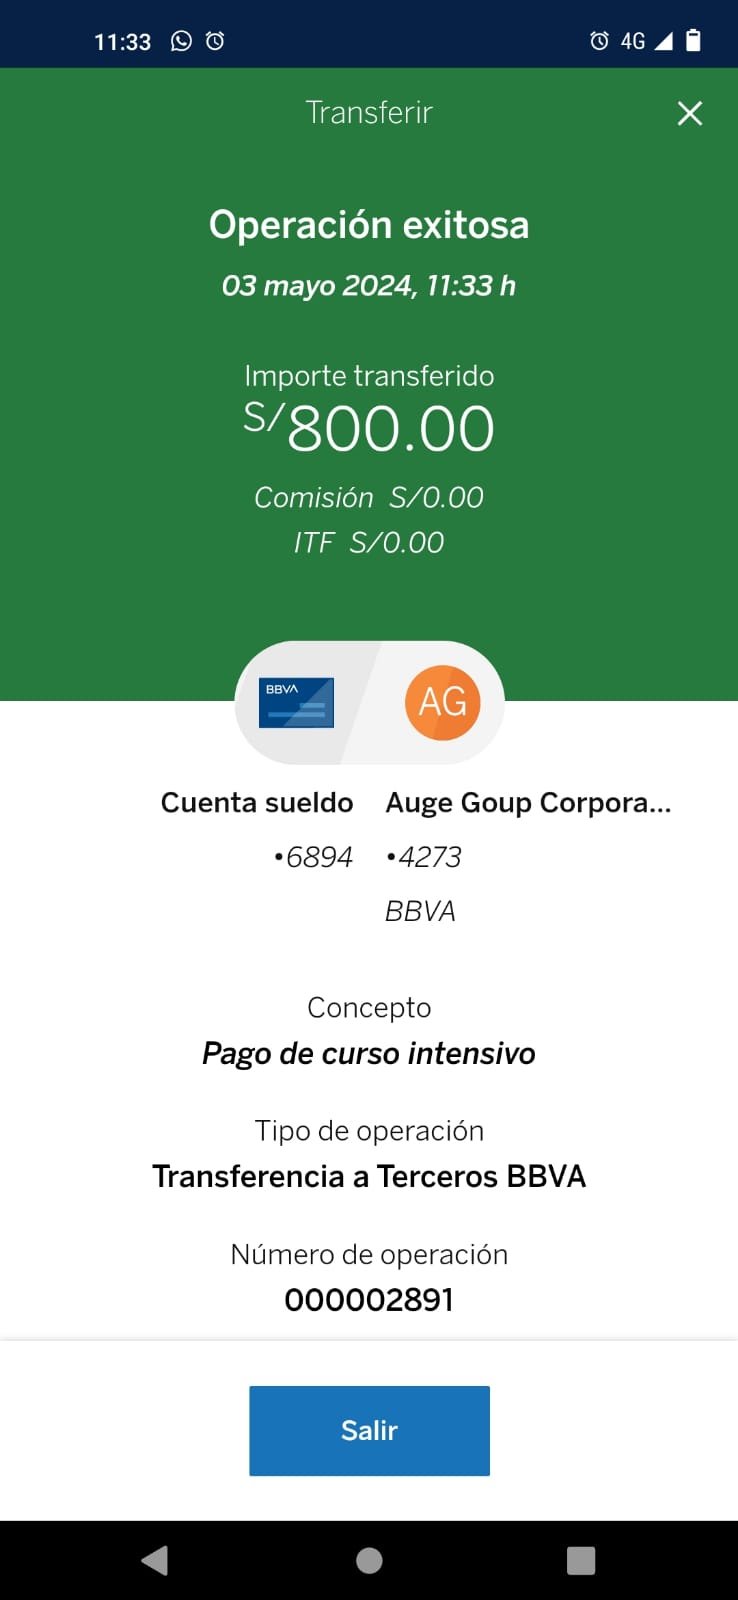 11:33 4G
Transferir
Operación exitosa
03 mayo 2024, 11:33 h
Importe transferido
S/800.00
Comisión S/0.00
ITF S/0.00
BBVA AG
Cuenta sueldo Auge Goup Corpora...
•6894 •4273
BBVA
Concepto
Pago de curso intensivo
Tipo de operación
Transferencia a Terceros BBVA
Número de operación
000002891
Salir